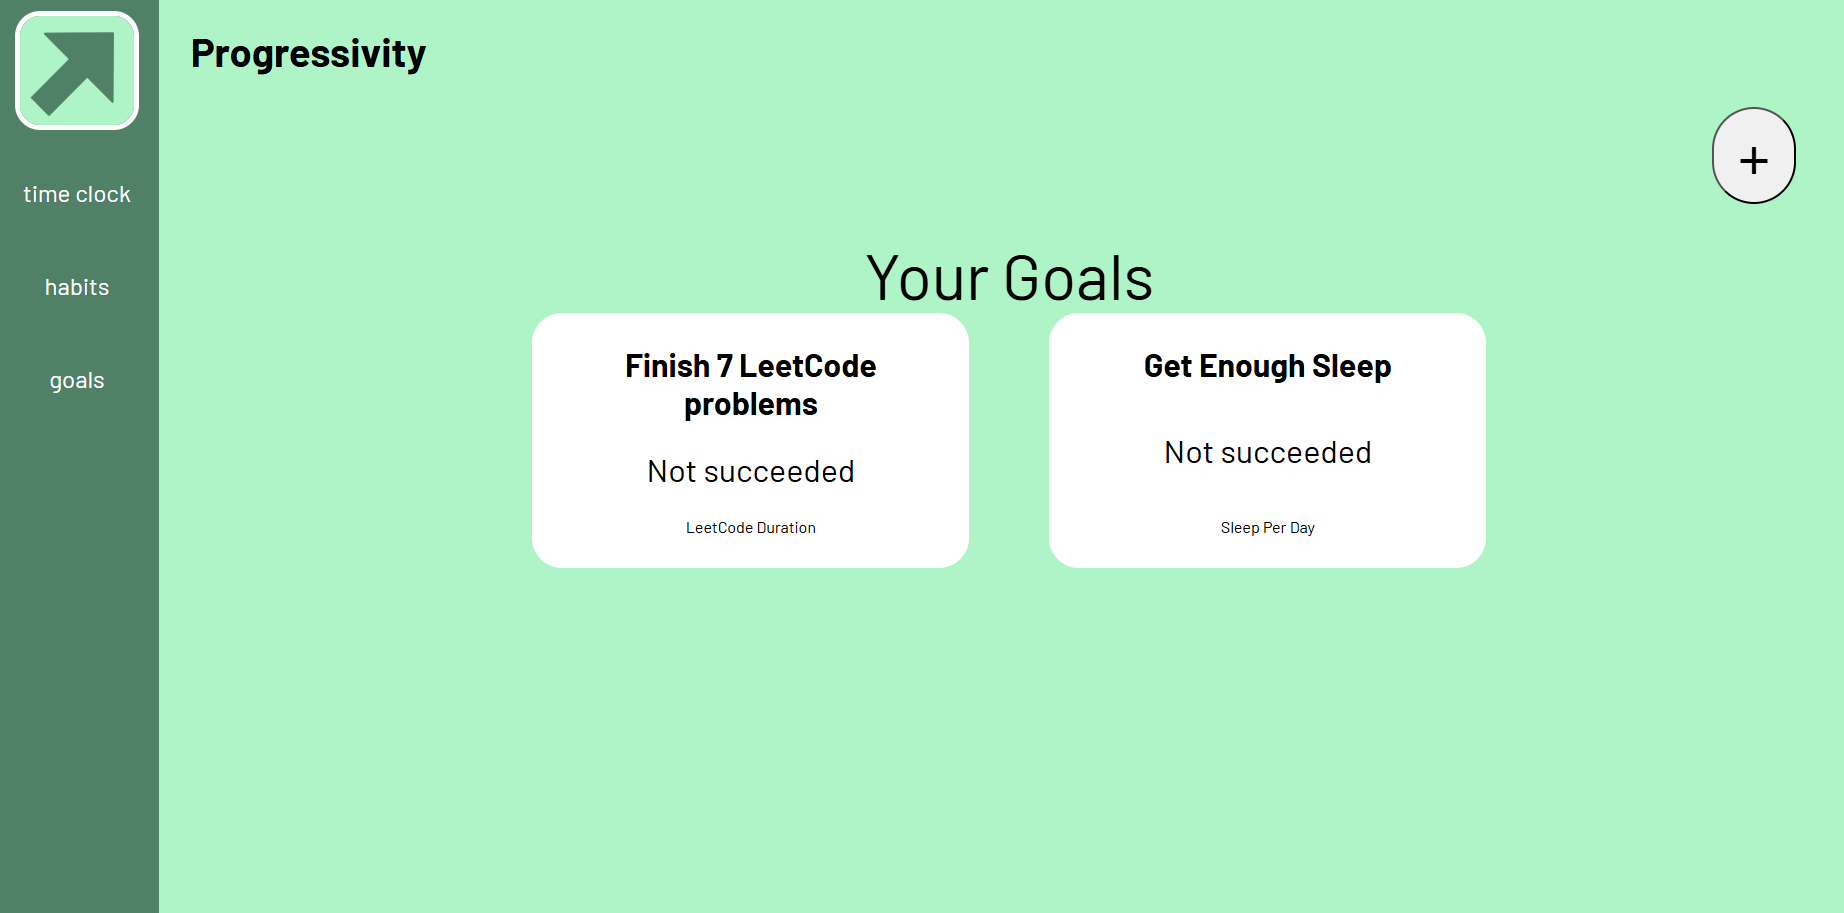 Progressivity
time clock
habits
goals
+
Your Goals
Finish 7 LeetCode
problems
Not succeeded
LeetCode Duration
Get Enough Sleep
Not succeeded
Sleep Per Day